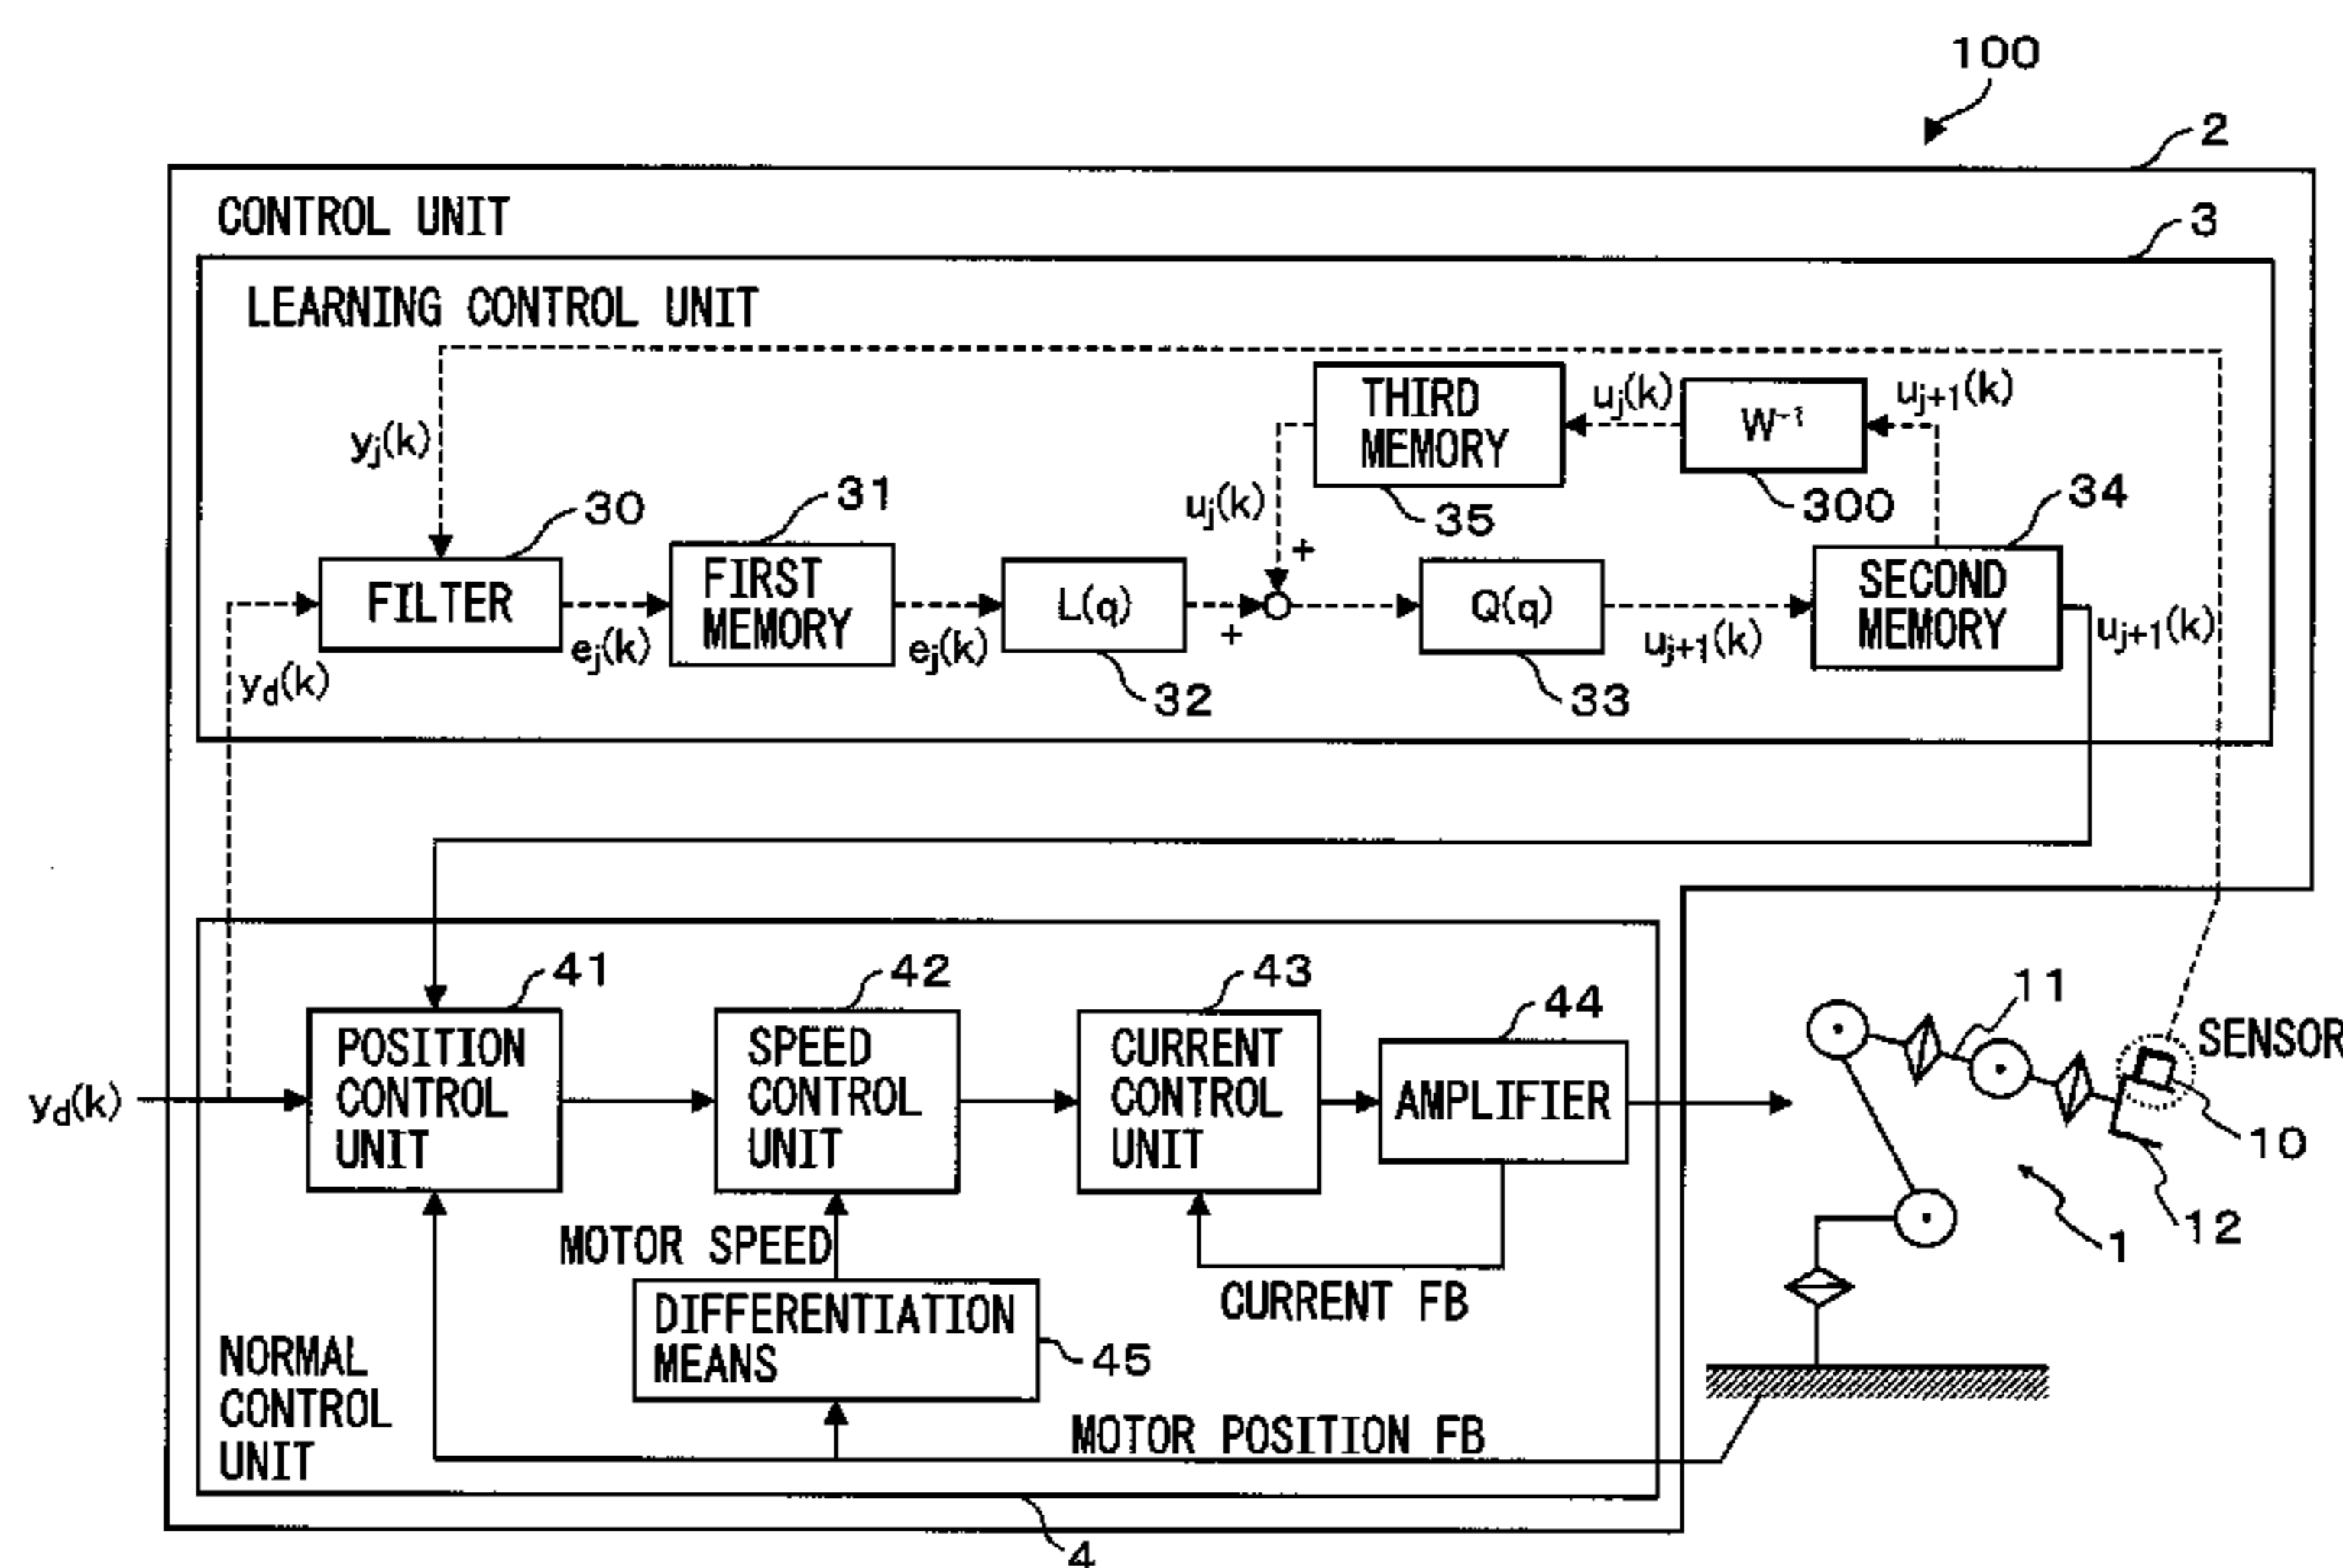 100
2
CONTROL UNIT
3
LEARNING CONTROL UNIT
THIRD
MEMORY
uj(k)
W⁻¹
uj+1(k)
yj(k)
30
31
uj(k)
35
300
34
+
FILTER
FIRST
MEMORY
L(q)
Q(q)
SECOND
MEMORY
ej(k)
ej(k)
+
uj+1(k)
uj+1(k)
yd(k)
32
33
41
42
43
44
11
POSITION
CONTROL
UNIT
SPEED
CONTROL
UNIT
CURRENT
CONTROL
UNIT
AMPLIFIER
SENSOR
yd(k)
10
12
1
MOTOR SPEED
CURRENT FB
DIFFERENTIATION
MEANS
45
NORMAL
CONTROL
UNIT
MOTOR POSITION FB
4